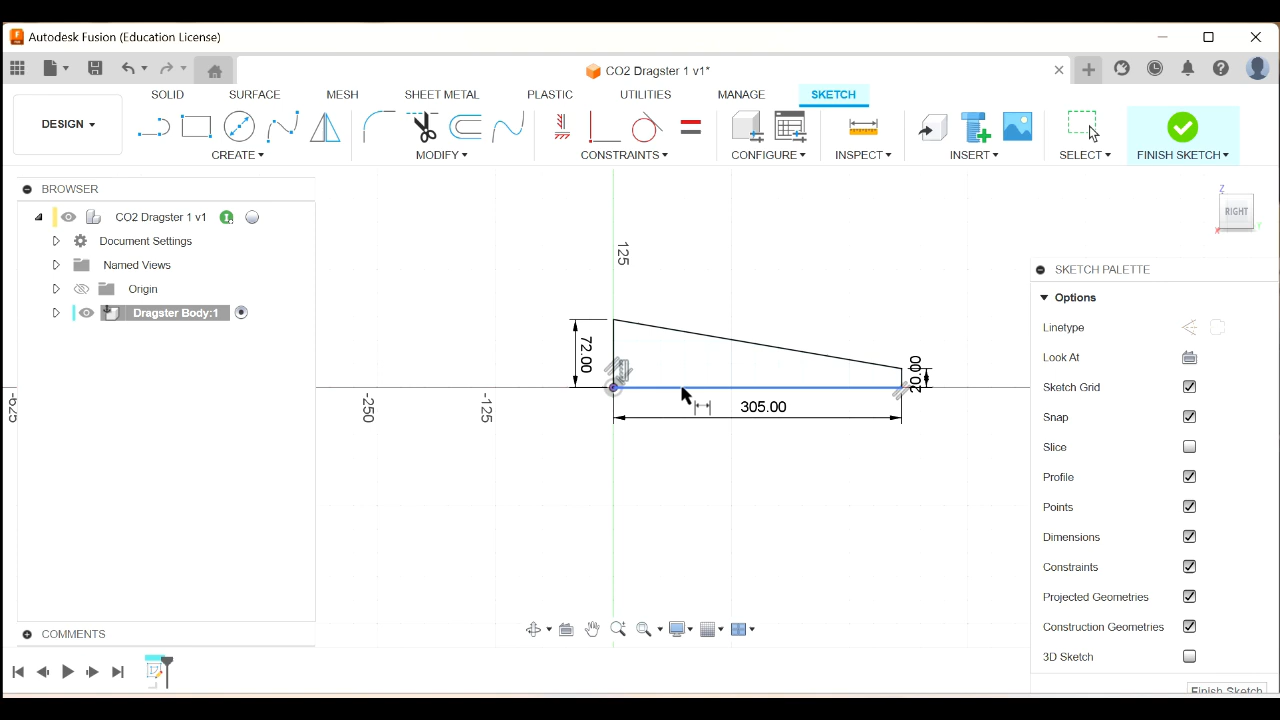 Autodesk Fusion (Education License)
CO2 Dragster 1 v1*
SOLID SURFACE MESH SHEET METAL PLASTIC UTILITIES MANAGE SKETCH
DESIGN
CREATE MODIFY CONSTRAINTS CONFIGURE INSPECT INSERT SELECT FINISH SKETCH
BROWSER
CO2 Dragster 1 v1
Document Settings
Named Views
Origin
Dragster Body:1
COMMENTS
-625
-250
-125
125
72.00
20.00
305.00
Z
RIGHT
X
Y
SKETCH PALETTE
Options
Linetype
Look At
Sketch Grid
Snap
Slice
Profile
Points
Dimensions
Constraints
Projected Geometries
Construction Geometries
3D Sketch
Finish Sketch